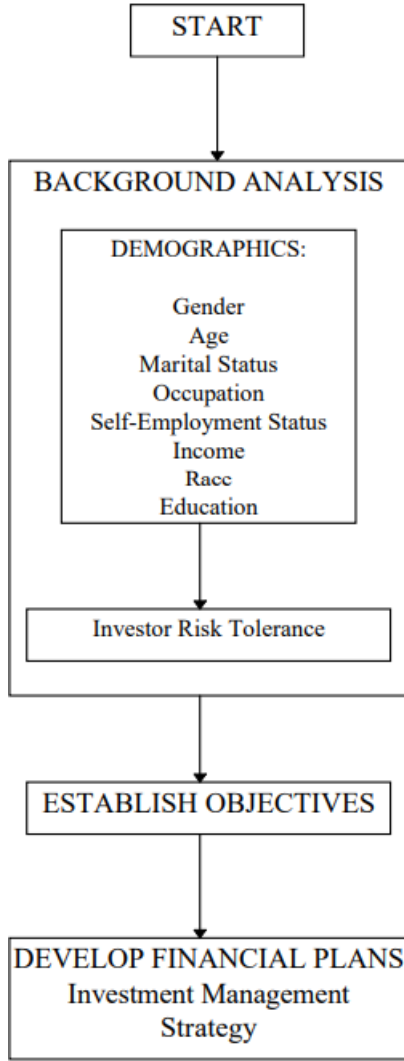 START
BACKGROUND ANALYSIS
DEMOGRAPHICS:
Gender
Age
Marital Status
Occupation
Self-Employment Status
Income
Race
Education
Investor Risk Tolerance
ESTABLISH OBJECTIVES
DEVELOP FINANCIAL PLANS
Investment Management
Strategy